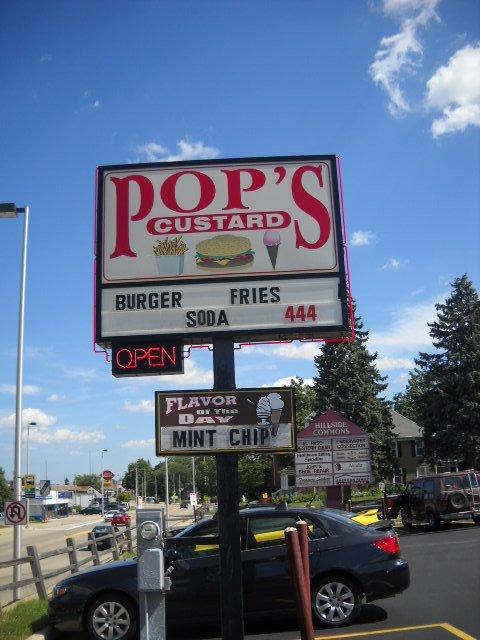 POP'S
CUSTARD
BURGER FRIES
SODA 444
OPEN
FLAVOR
OF THE
DAY
MINT CHIP
HILLSIDE
COMMONS